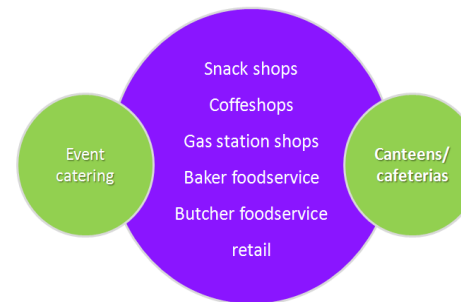 Snack shops
Coffeshops
Gas station shops
Baker foodservice
Butcher foodservice
retail
Event
catering
Canteens/
cafeterias